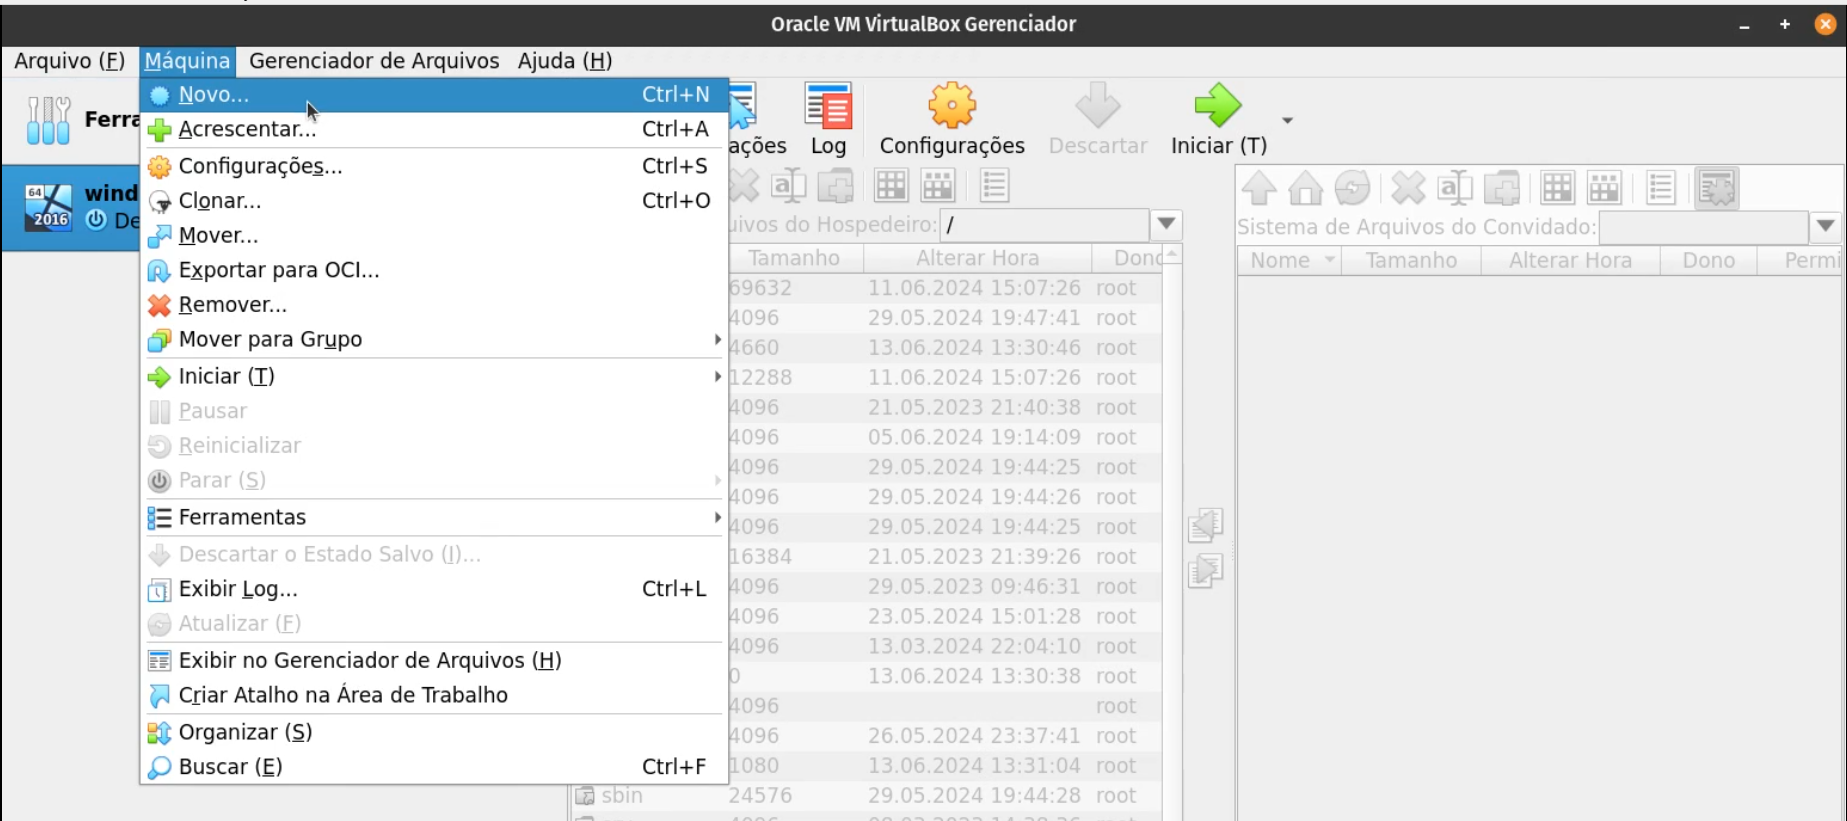 Oracle VM VirtualBox Gerenciador
Arquivo (F) Máquina Gerenciador de Arquivos Ajuda (H)
Novo... Ctrl+N
Acrescentar... Ctrl+A
Configurações... Ctrl+S
Clonar... Ctrl+O
Mover...
Exportar para OCI...
Remover...
Mover para Grupo
Iniciar (T)
Pausar
Reinicializar
Parar (S)
Ferramentas
Descartar o Estado Salvo (I)...
Exibir Log... Ctrl+L
Atualizar (F)
Exibir no Gerenciador de Arquivos (H)
Criar Atalho na Área de Trabalho
Organizar (S)
Buscar (E) Ctrl+F
Ferra
64
2016
wind
De
ações Log Configurações Descartar Iniciar (T)
uivos do Hospedeiro: /
Tamanho Alterar Hora Dono
69632 11.06.2024 15:07:26 root
4096 29.05.2024 19:47:41 root
4660 13.06.2024 13:30:46 root
12288 11.06.2024 15:07:26 root
4096 21.05.2023 21:40:38 root
4096 05.06.2024 19:14:09 root
4096 29.05.2024 19:44:25 root
4096 29.05.2024 19:44:26 root
4096 29.05.2024 19:44:25 root
16384 21.05.2023 21:39:26 root
4096 29.05.2023 09:46:31 root
4096 23.05.2024 15:01:28 root
4096 13.03.2024 22:04:10 root
0 13.06.2024 13:30:38 root
4096 root
4096 26.05.2024 23:37:41 root
1080 13.06.2024 13:31:04 root
sbin 24576 29.05.2024 19:44:28 root
Sistema de Arquivos do Convidado:
Nome Tamanho Alterar Hora Dono Permi